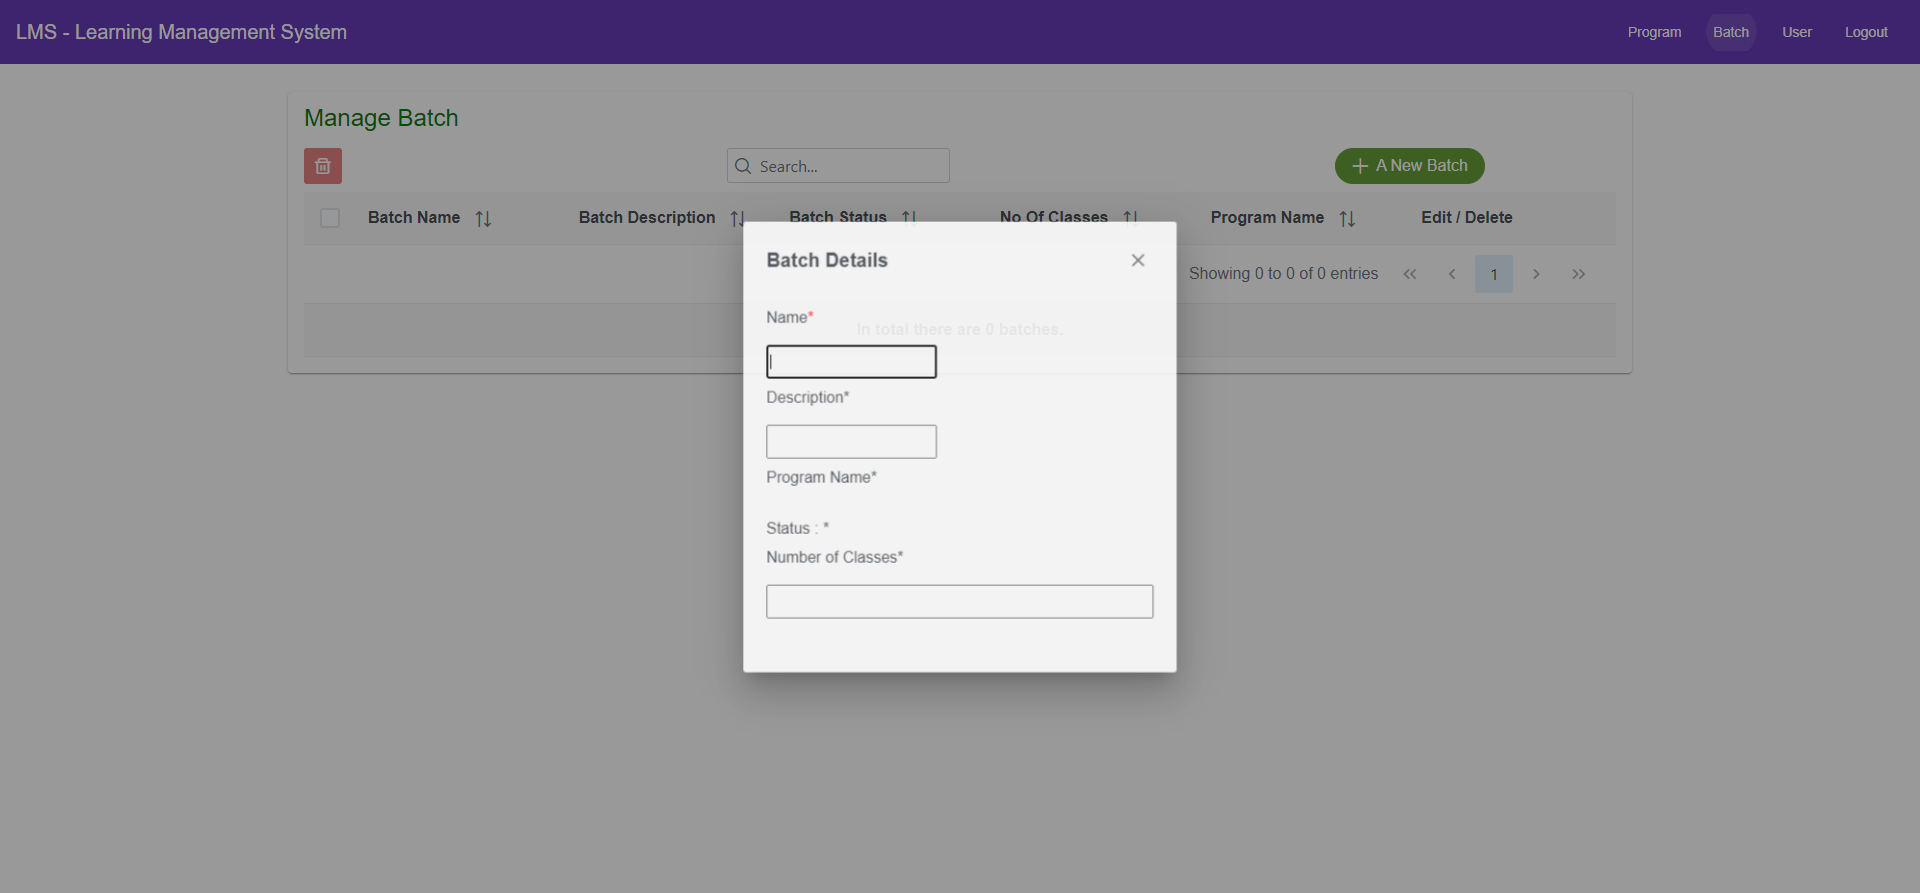 LMS - Learning Management System
Program
Batch
User
Logout
Manage Batch
Search...
A New Batch
Batch Name
Batch Description
Batch Status
No Of Classes
Program Name
Edit / Delete
Showing 0 to 0 of 0 entries
1
In total there are 0 batches.
Batch Details
Name*
Description*
Program Name*
Status : *
Number of Classes*